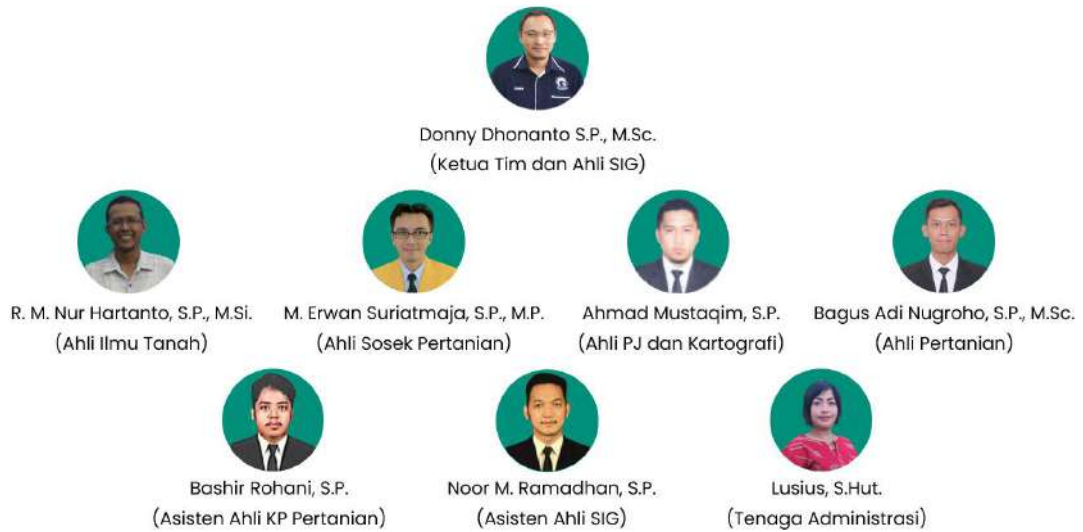 Donny Dhonanto S.P., M.Sc.
(Ketua Tim dan Ahli SIG)
R. M. Nur Hartanto, S.P., M.Si.
(Ahli Ilmu Tanah)
M. Erwan Suriatmaja, S.P., M.P.
(Ahli Sosek Pertanian)
Ahmad Mustaqim, S.P.
(Ahli PJ dan Kartografi)
Bagus Adi Nugroho, S.P., M.Sc.
(Ahli Pertanian)
Bashir Rohani, S.P.
(Asisten Ahli KP Pertanian)
Noor M. Ramadhan, S.P.
(Asisten Ahli SIG)
Lusius, S.Hut.
(Tenaga Administrasi)